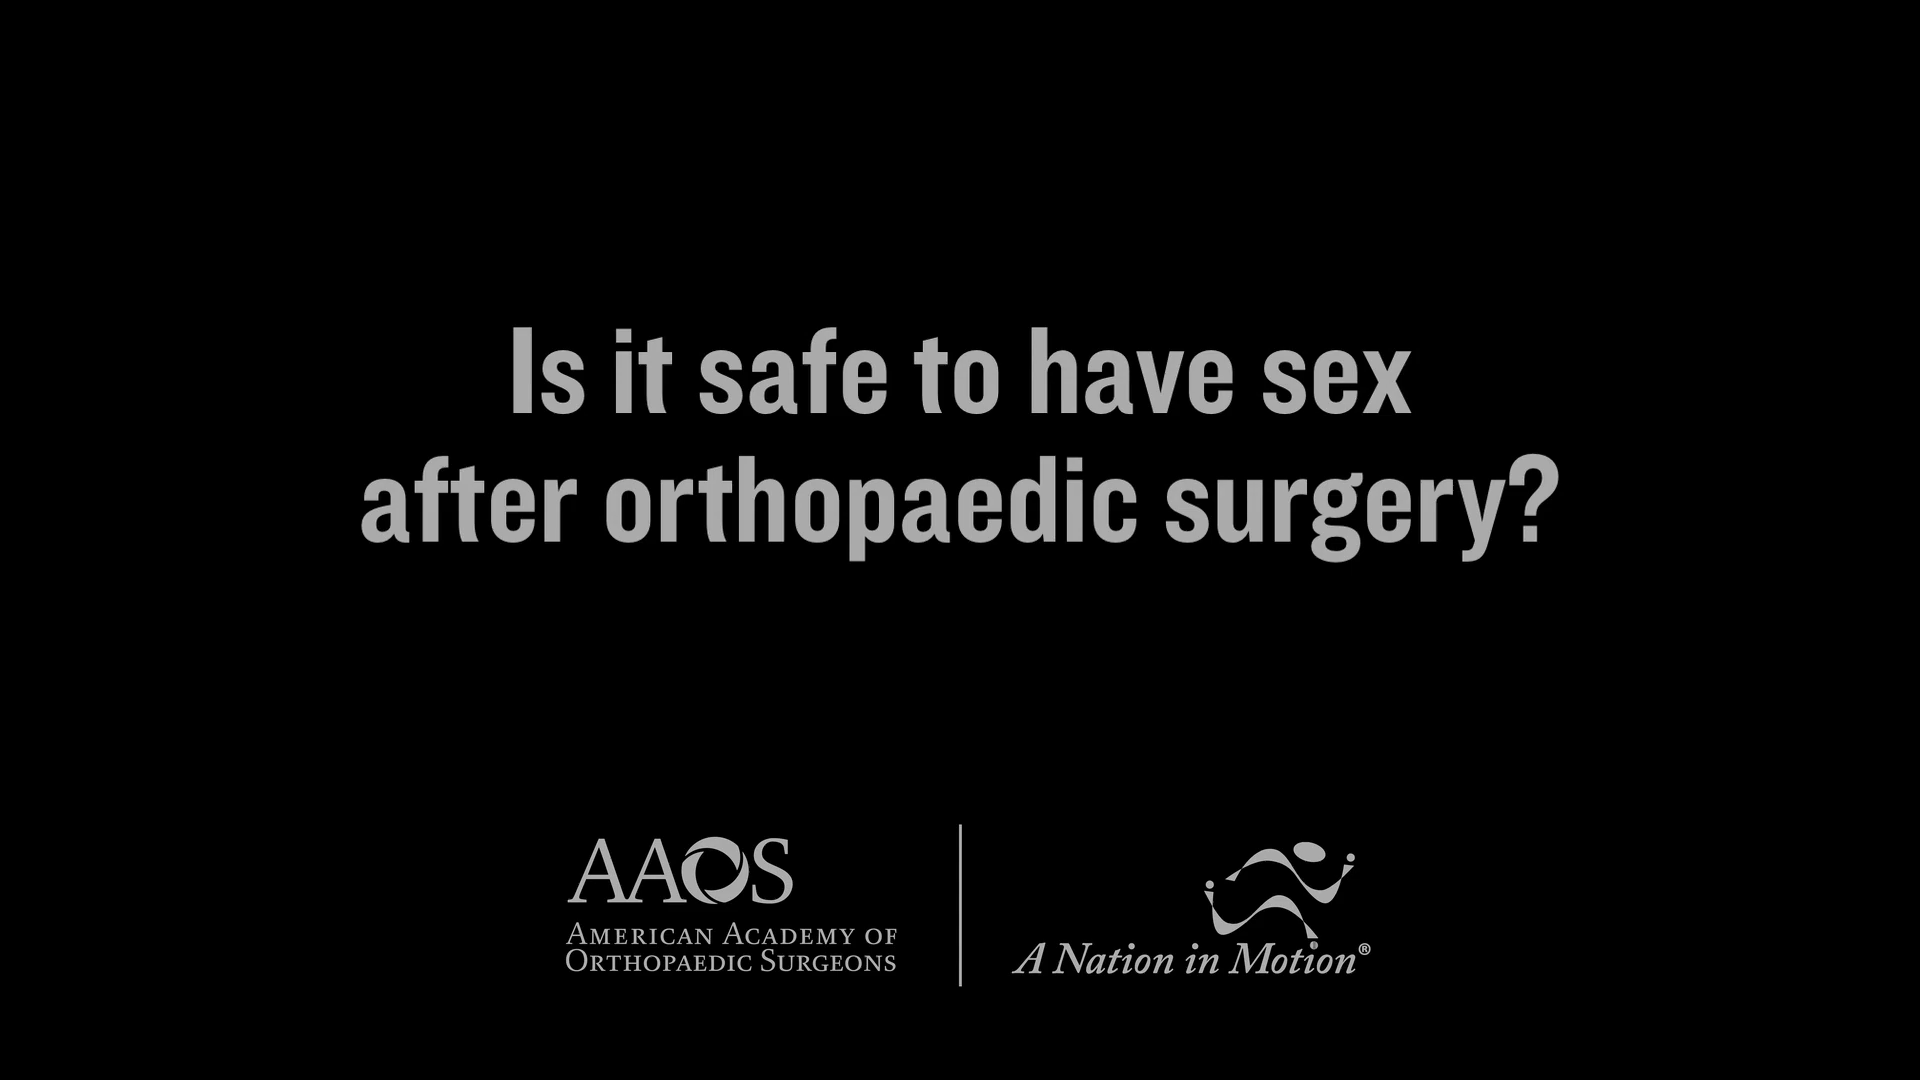 Is it safe to have sex
after orthopaedic surgery?
AAOS
American Academy of
Orthopaedic Surgeons
A Nation in Motion®